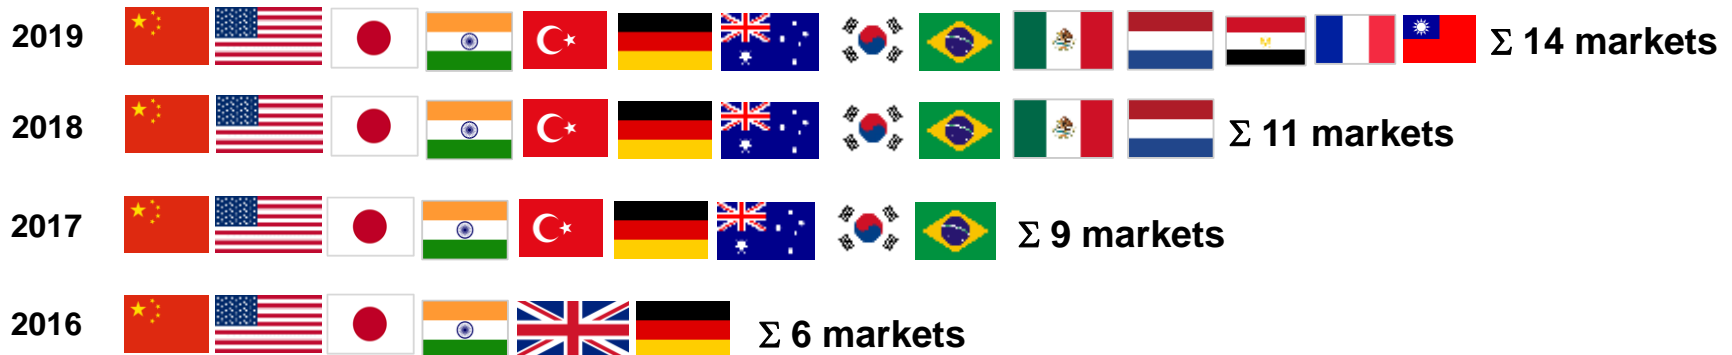 2019 Σ 14 markets
2018 Σ 11 markets
2017 Σ 9 markets
2016 Σ 6 markets